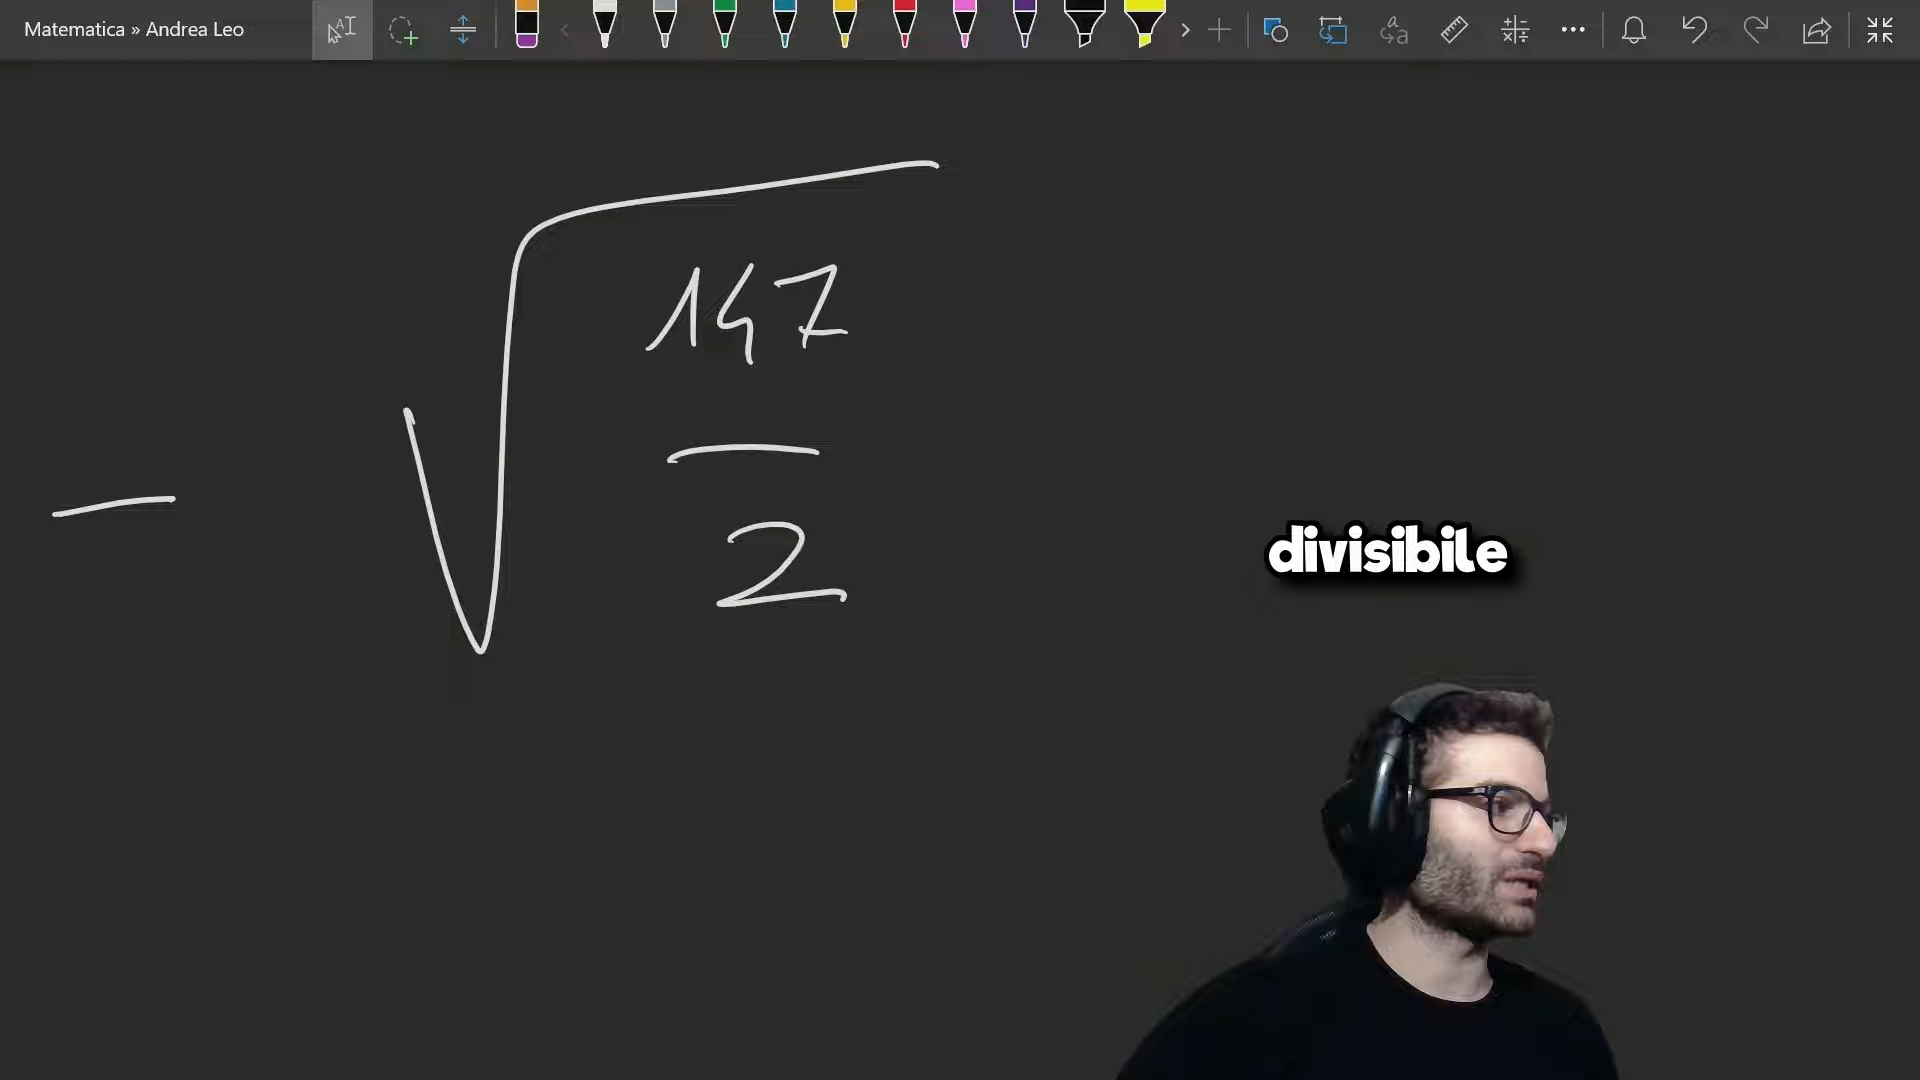 Matematica » Andrea Leo
− √
147
2
divisibile